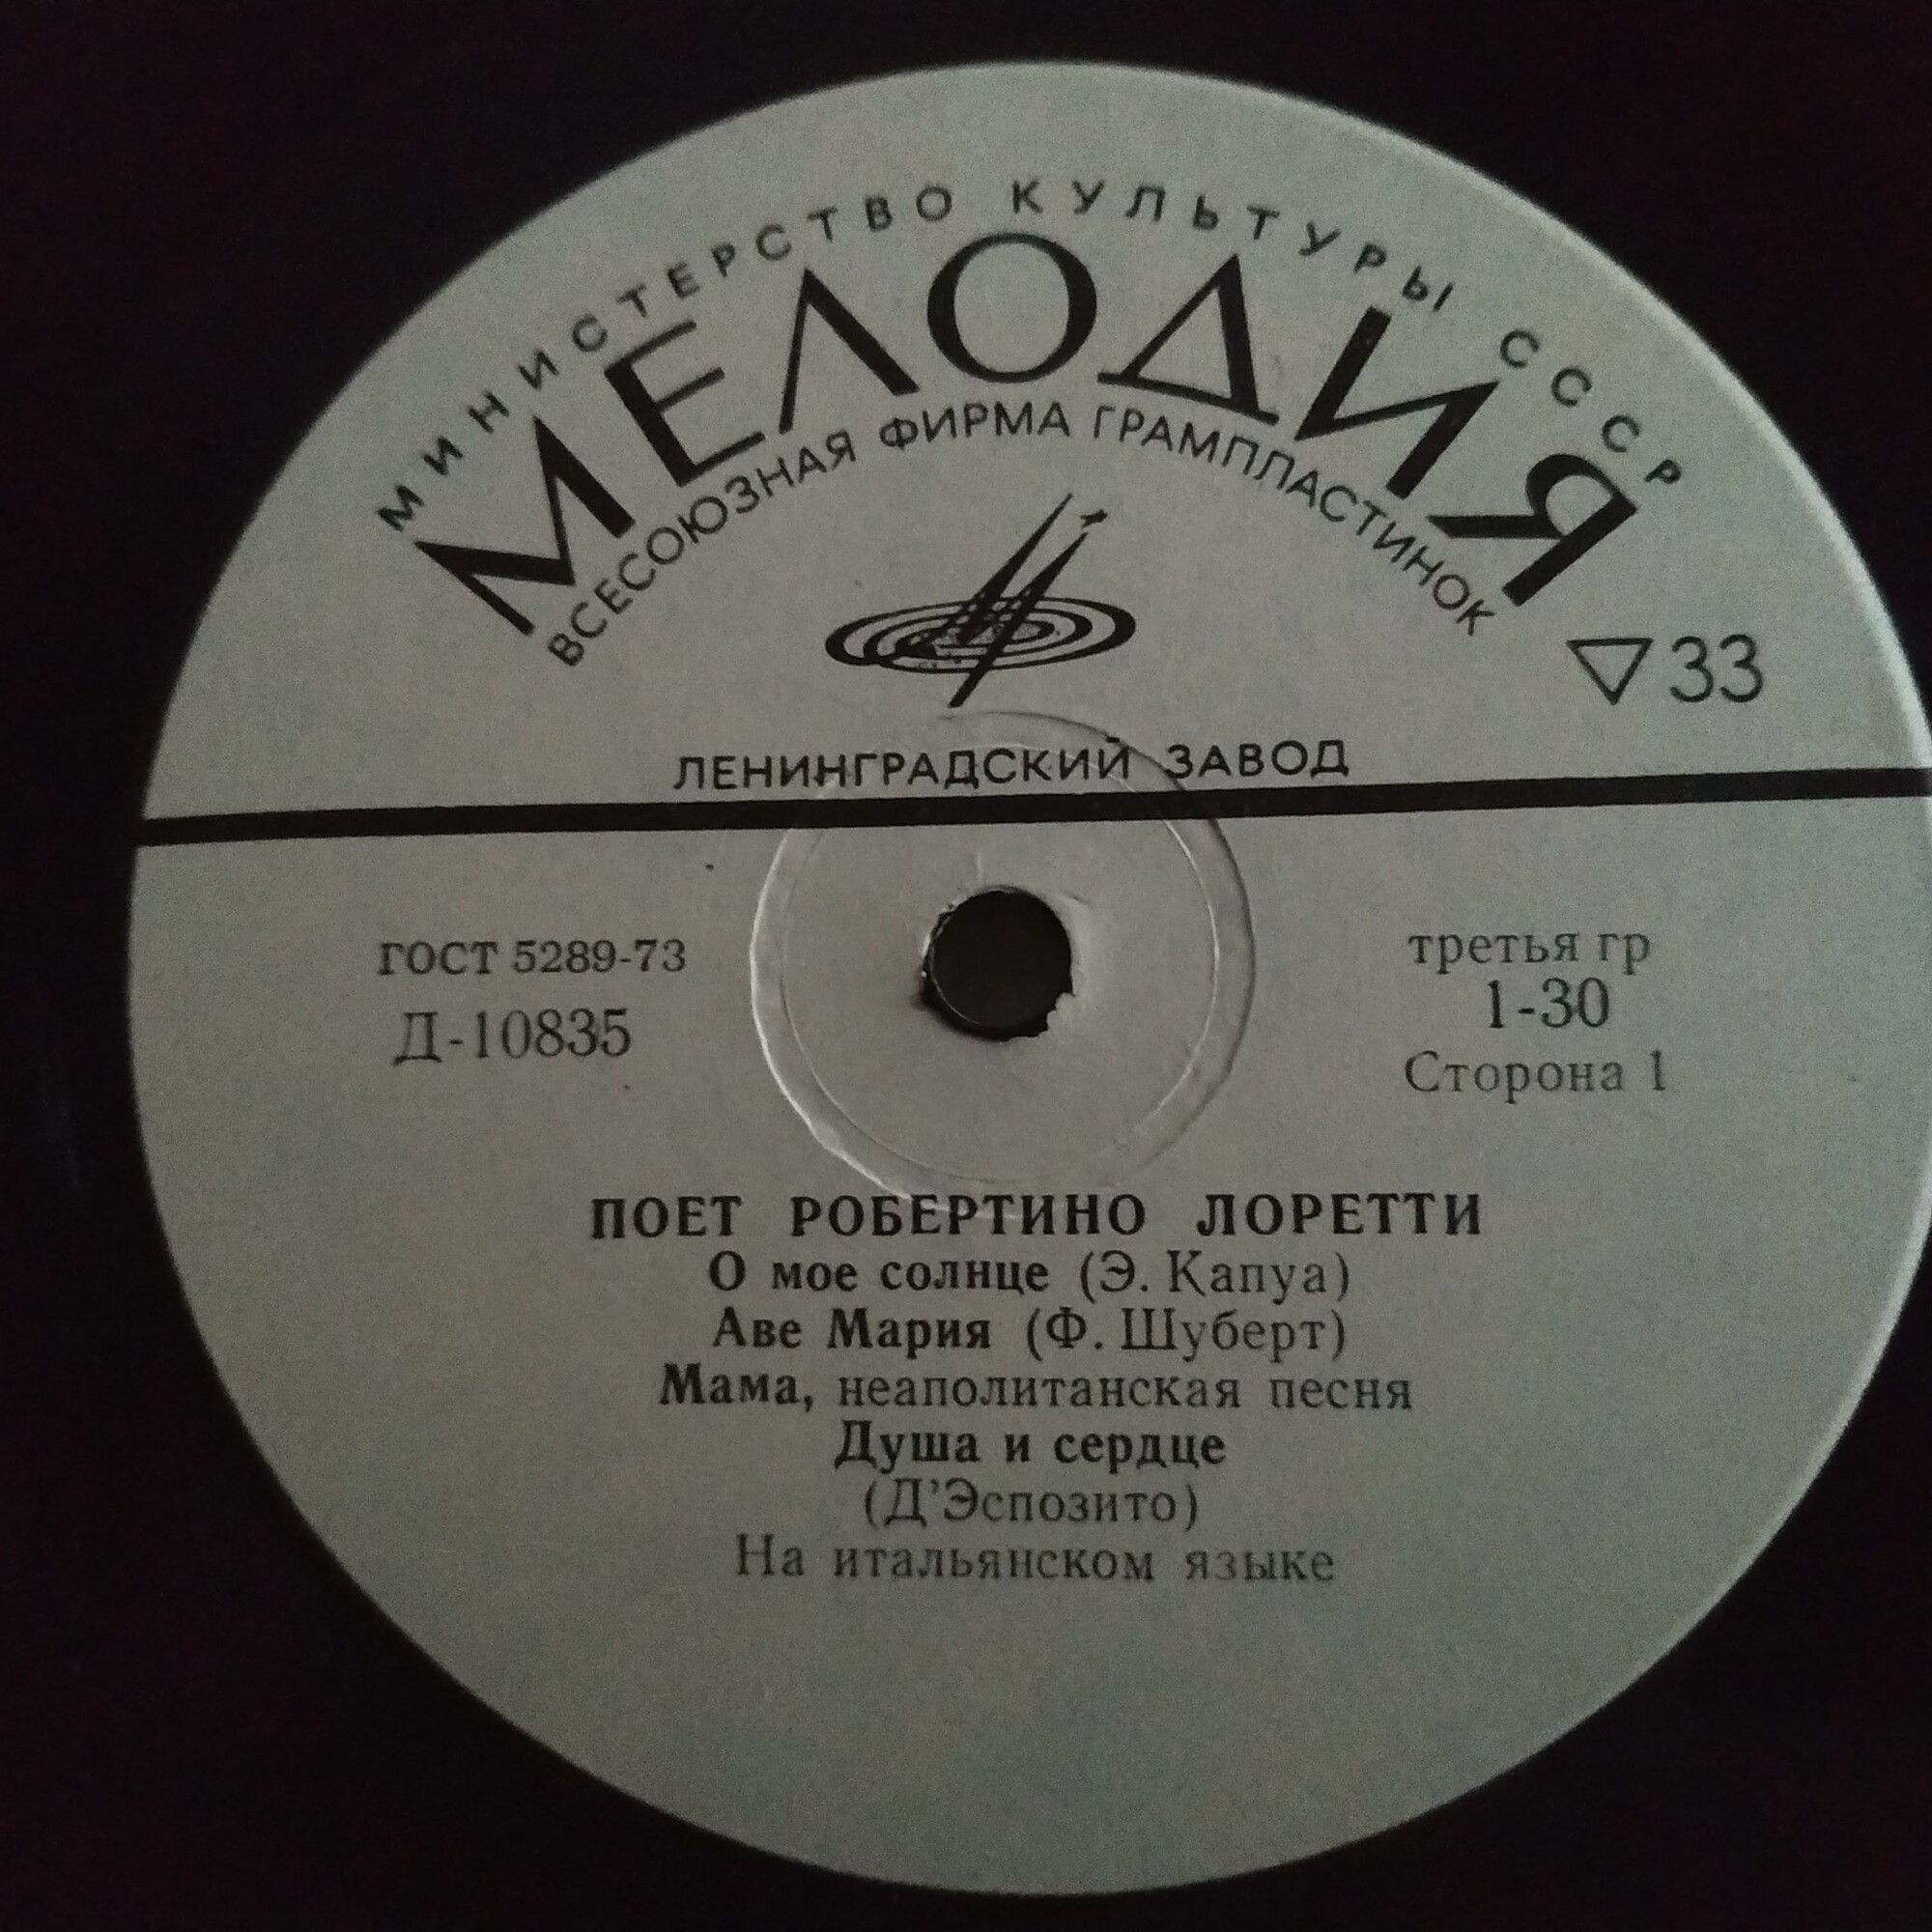 МИНИСТЕРСТВО КУЛЬТУРЫ СССР
МЕЛОДИЯ
ВСЕСОЮЗНАЯ ФИРМА ГРАМПЛАСТИНОК
▽33
ЛЕНИНГРАДСКИЙ ЗАВОД
ГОСТ 5289-73
Д-10835
третья гр
1-30
Сторона 1
ПОЕТ РОБЕРТИНО ЛОРЕТТИ
О мое солнце (Э. Капуа)
Аве Мария (Ф. Шуберт)
Мама, неаполитанская песня
Душа и сердце
(Д'Эспозито)
На итальянском языке